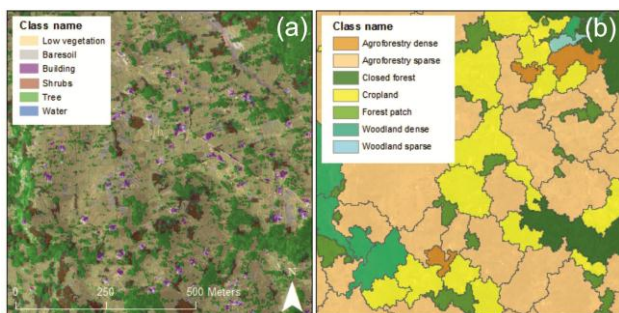 (a)
Class name
Low vegetation
Baresoil
Building
Shrubs
Tree
Water
N
0 250 500 Meters
(b)
Class name
Agroforestry dense
Agroforestry sparse
Closed forest
Cropland
Forest patch
Woodland dense
Woodland sparse